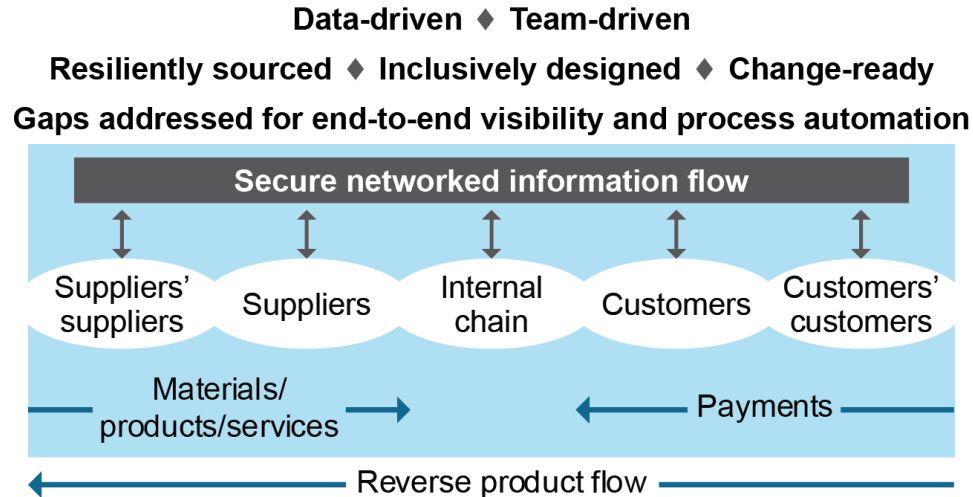 Data-driven ♦ Team-driven
Resiliently sourced ♦ Inclusively designed ♦ Change-ready
Gaps addressed for end-to-end visibility and process automation
Secure networked information flow
Suppliers’
suppliers
Suppliers
Internal
chain
Customers
Customers’
customers
Materials/
products/services
Payments
Reverse product flow